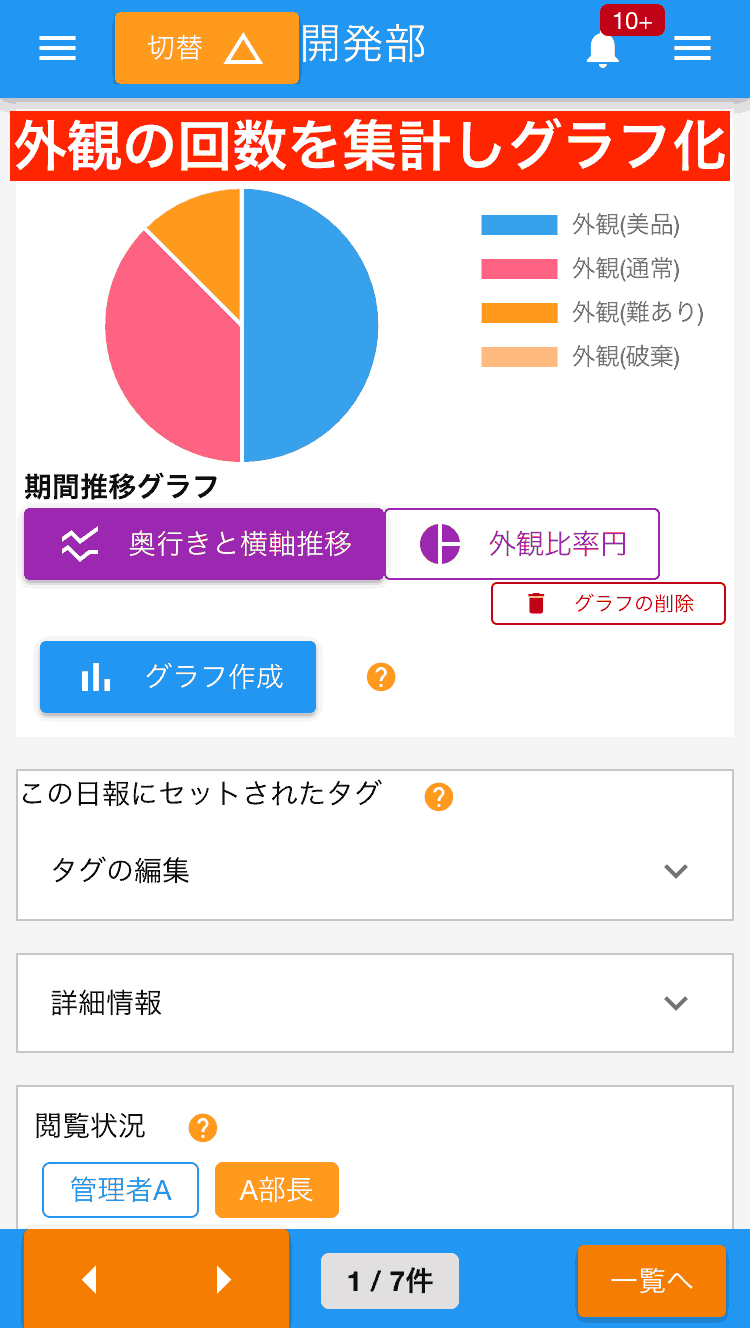 切替
開発部
10+
外観の回数を集計しグラフ化
外観(美品)
外観(通常)
外観(難あり)
外観(破棄)
期間推移グラフ
奥行きと横軸推移
外観比率円
グラフの削除
グラフ作成
?
この日報にセットされたタグ
?
タグの編集
詳細情報
閲覧状況
?
管理者A
A部長
1 / 7件
一覧へ